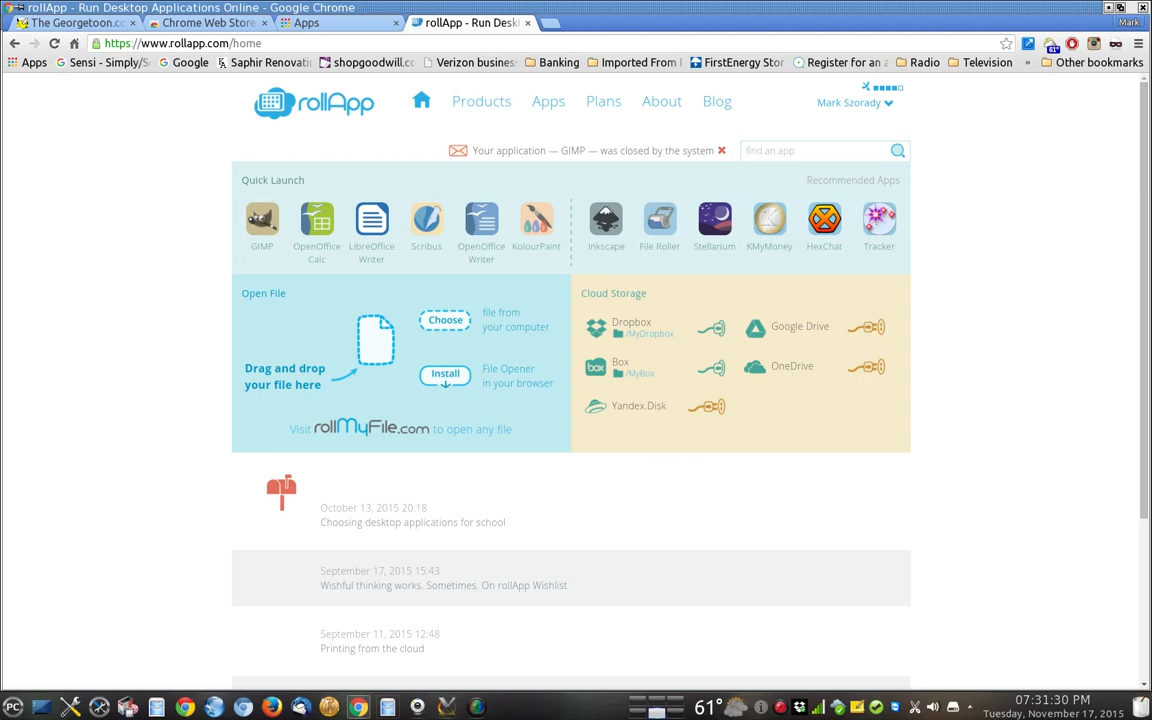 rollApp - Run Desktop Applications Online - Google Chrome
The Georgetoon.cc
Chrome Web Store
Apps
rollApp - Run Deskt
Mark
https://www.rollapp.com/home
61°
Apps
Sensi - Simply/S
Google
Saphir Renovati
shopgoodwill.cc
Verizon business
Banking
Imported From F
FirstEnergy Stor
Register for an a
Radio
Television
»
Other bookmarks
rollApp
Products
Apps
Plans
About
Blog
Mark Szorady
Your application — GIMP — was closed by the system
find an app
Quick Launch
Recommended Apps
GIMP
OpenOffice
Calc
LibreOffice
Writer
Scribus
OpenOffice
Writer
KolourPaint
Inkscape
File Roller
Stellarium
KMyMoney
HexChat
Tracker
Open File
Drag and drop
your file here
Choose
file from
your computer
Install
File Opener
in your browser
Visit rollMyFile.com to open any file
Cloud Storage
Dropbox
/MyDropbox
Google Drive
box
Box
/MyBox
OneDrive
Yandex.Disk
October 13, 2015 20:18
Choosing desktop applications for school
September 17, 2015 15:43
Wishful thinking works. Sometimes. On rollApp Wishlist
September 11, 2015 12:48
Printing from the cloud
PC
61°
07:31:30 PM
Tuesday, November 17, 2015